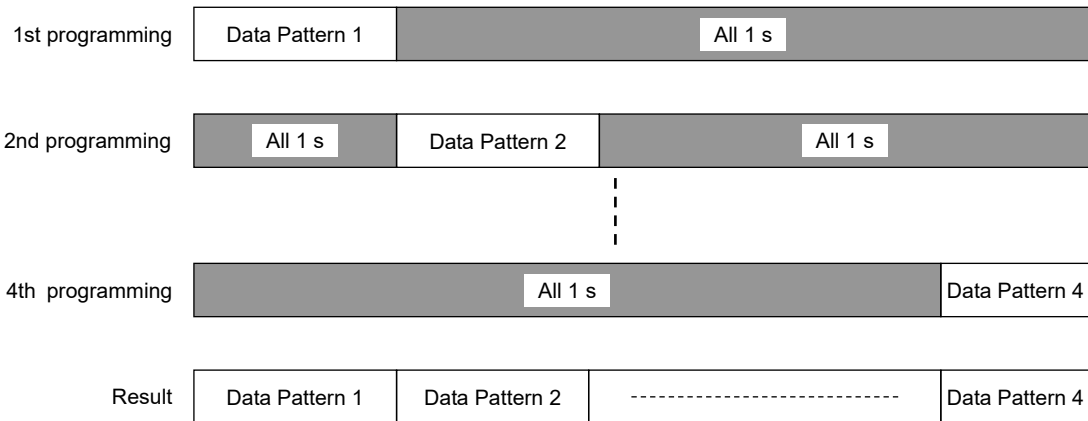 1st programming Data Pattern 1 All 1 s
2nd programming All 1 s Data Pattern 2 All 1 s
4th programming All 1 s Data Pattern 4
Result Data Pattern 1 Data Pattern 2 Data Pattern 4